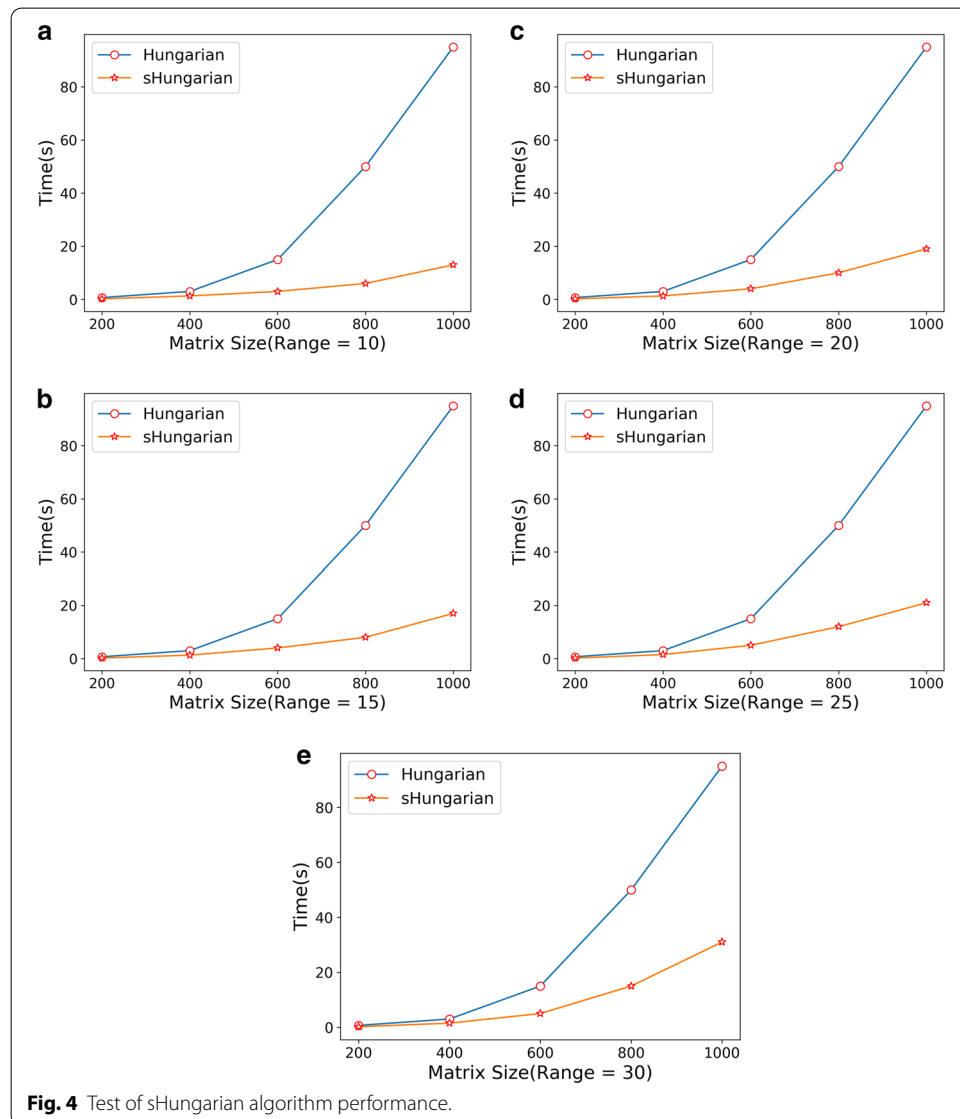 a
Hungarian
sHungarian
80
60
40
20
0
Time(s)
200 400 600 800 1000
Matrix Size(Range = 10)
c
Hungarian
sHungarian
80
60
40
20
0
Time(s)
200 400 600 800 1000
Matrix Size(Range = 20)
b
Hungarian
sHungarian
80
60
40
20
0
Time(s)
200 400 600 800 1000
Matrix Size(Range = 15)
d
Hungarian
sHungarian
80
60
40
20
0
Time(s)
200 400 600 800 1000
Matrix Size(Range = 25)
e
Hungarian
sHungarian
80
60
40
20
0
Time(s)
200 400 600 800 1000
Matrix Size(Range = 30)
Fig. 4 Test of sHungarian algorithm performance.